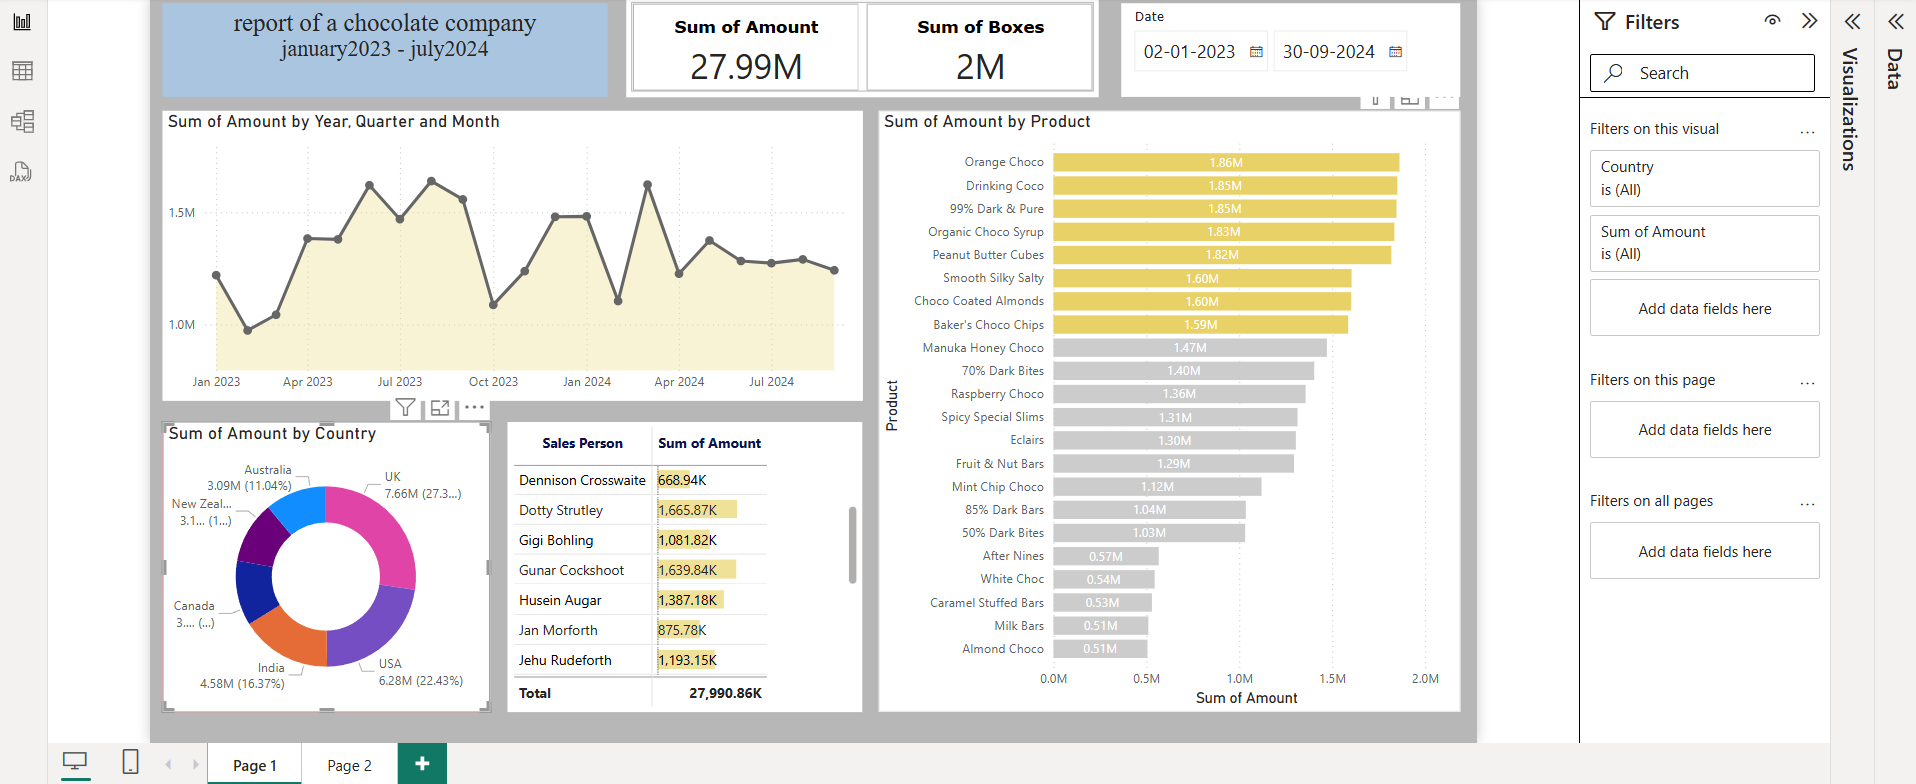 report of a chocolate company
january2023 - july2024
Sum of Amount
27.99M
Sum of Boxes
2M
Date
02-01-2023
30-09-2024
Sum of Amount by Year, Quarter and Month
1.5M
1.0M
Jan 2023
Apr 2023
Jul 2023
Oct 2023
Jan 2024
Apr 2024
Jul 2024
Sum of Amount by Country
Australia
3.09M (11.04%)
UK
7.66M (27.3...)
New Zeal...
3.1... (1...)
Canada
3.... (...)
India
4.58M (16.37%)
USA
6.28M (22.43%)
Sales Person Sum of Amount
Dennison Crosswaite 668.94K
Dotty Strutley 1,665.87K
Gigi Bohling 1,081.82K
Gunar Cockshoot 1,639.84K
Husein Augar 1,387.18K
Jan Morforth 875.78K
Jehu Rudeforth 1,193.15K
Total 27,990.86K
Sum of Amount by Product
Product
Orange Choco 1.86M
Drinking Coco 1.85M
99% Dark & Pure 1.85M
Organic Choco Syrup 1.83M
Peanut Butter Cubes 1.82M
Smooth Silky Salty 1.60M
Choco Coated Almonds 1.60M
Baker's Choco Chips 1.59M
Manuka Honey Choco 1.47M
70% Dark Bites 1.40M
Raspberry Choco 1.36M
Spicy Special Slims 1.31M
Eclairs 1.30M
Fruit & Nut Bars 1.29M
Mint Chip Choco 1.12M
85% Dark Bars 1.04M
50% Dark Bites 1.03M
After Nines 0.57M
White Choc 0.54M
Caramel Stuffed Bars 0.53M
Milk Bars 0.51M
Almond Choco 0.51M
0.0M 0.5M 1.0M 1.5M 2.0M
Sum of Amount
Filters
Search
Filters on this visual ...
Country
is (All)
Sum of Amount
is (All)
Add data fields here
Filters on this page ...
Add data fields here
Filters on all pages ...
Add data fields here
Visualizations
Data
DAX
Page 1
Page 2
+